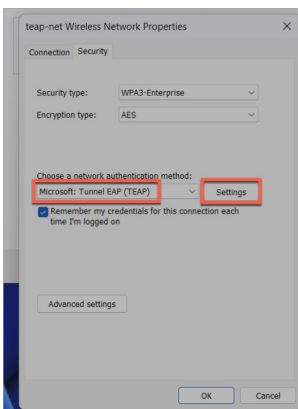 teap-net Wireless Network Properties
Connection Security
Security type: WPA3-Enterprise
Encryption type: AES
Choose a network authentication method:
Microsoft: Tunnel EAP (TEAP) Settings
Remember my credentials for this connection each
time I'm logged on
Advanced settings
OK Cancel